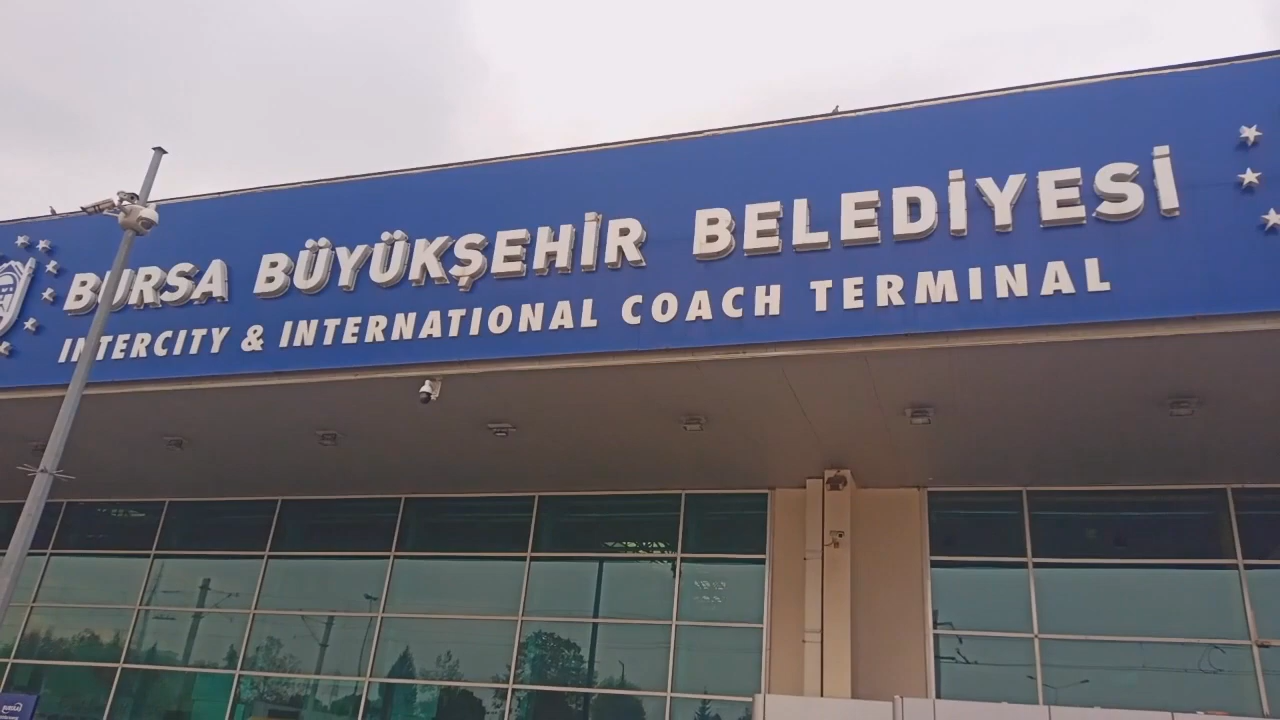 BURSA BÜYÜKŞEHİR BELEDİYESİ
INTERCITY & INTERNATIONAL COACH TERMINAL